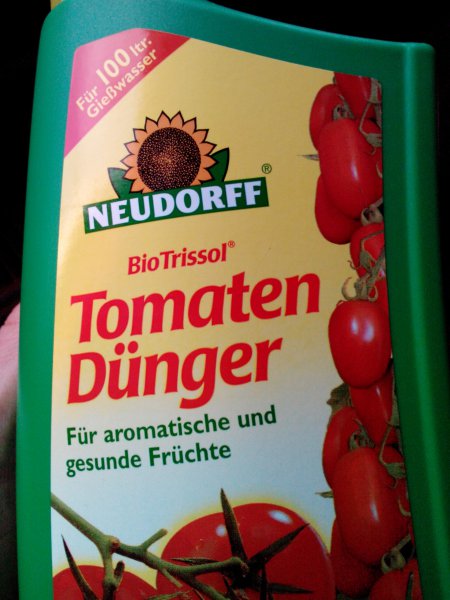 Für 100 ltr.
Gießwasser
NEUDORFF®
BioTrissol®
Tomaten
Dünger
Für aromatische und
gesunde Früchte